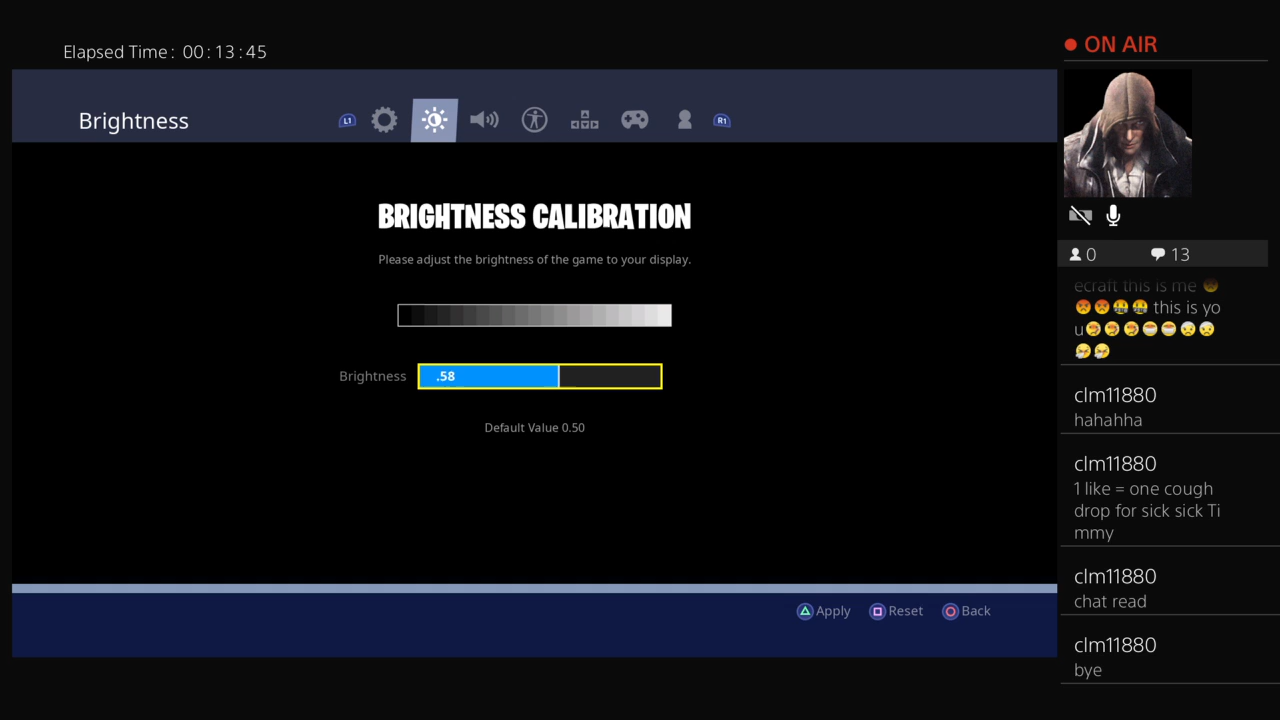 Elapsed Time: 00:13:45
ON AIR
Brightness
L1
R1
BRIGHTNESS CALIBRATION
Please adjust the brightness of the game to your display.
Brightness .58
Default Value 0.50
Apply Reset Back
0 13
ecraft this is me 😡
😡😡🤮🤮 this is yo
u🤧🤧🤧😷😷😢😢
🤧🤧
clm11880
hahahha
clm11880
1 like = one cough
drop for sick sick Ti
mmy
clm11880
chat read
clm11880
bye